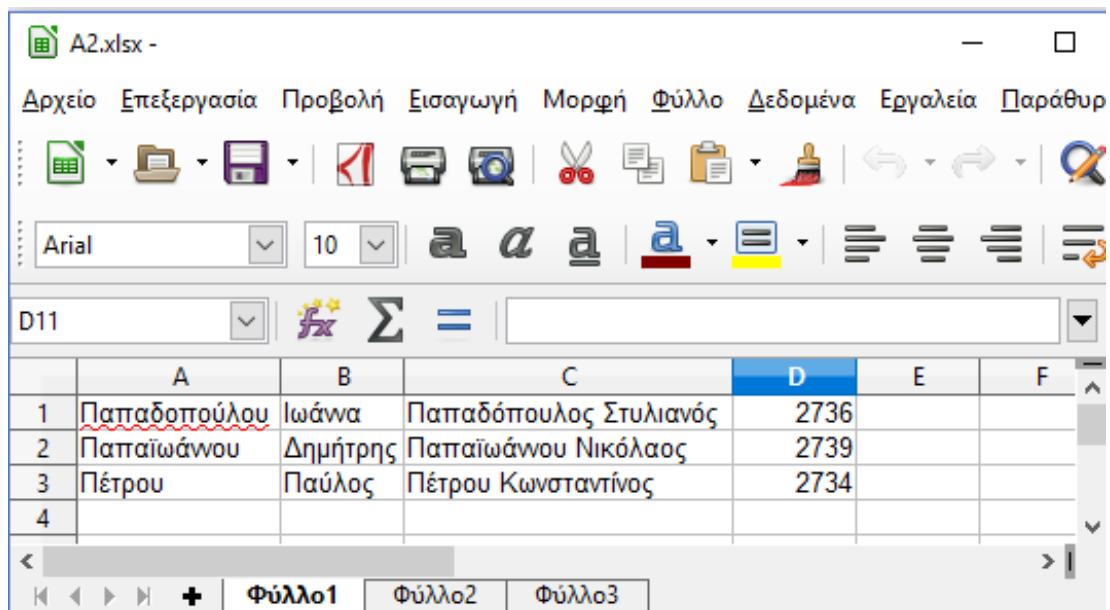 A2.xlsx -
Αρχείο Επεξεργασία Προβολή Εισαγωγή Μορφή Φύλλο Δεδομένα Εργαλεία Παράθυρ
Arial 10 a a a a
D11 fx Σ =
A B C D E F
1 Παπαδοπούλου Ιωάννα Παπαδόπουλος Στυλιανός 2736
2 Παπαϊωάννου Δημήτρης Παπαϊωάννου Νικόλαος 2739
3 Πέτρου Παύλος Πέτρου Κωνσταντίνος 2734
4
Φύλλο1 Φύλλο2 Φύλλο3